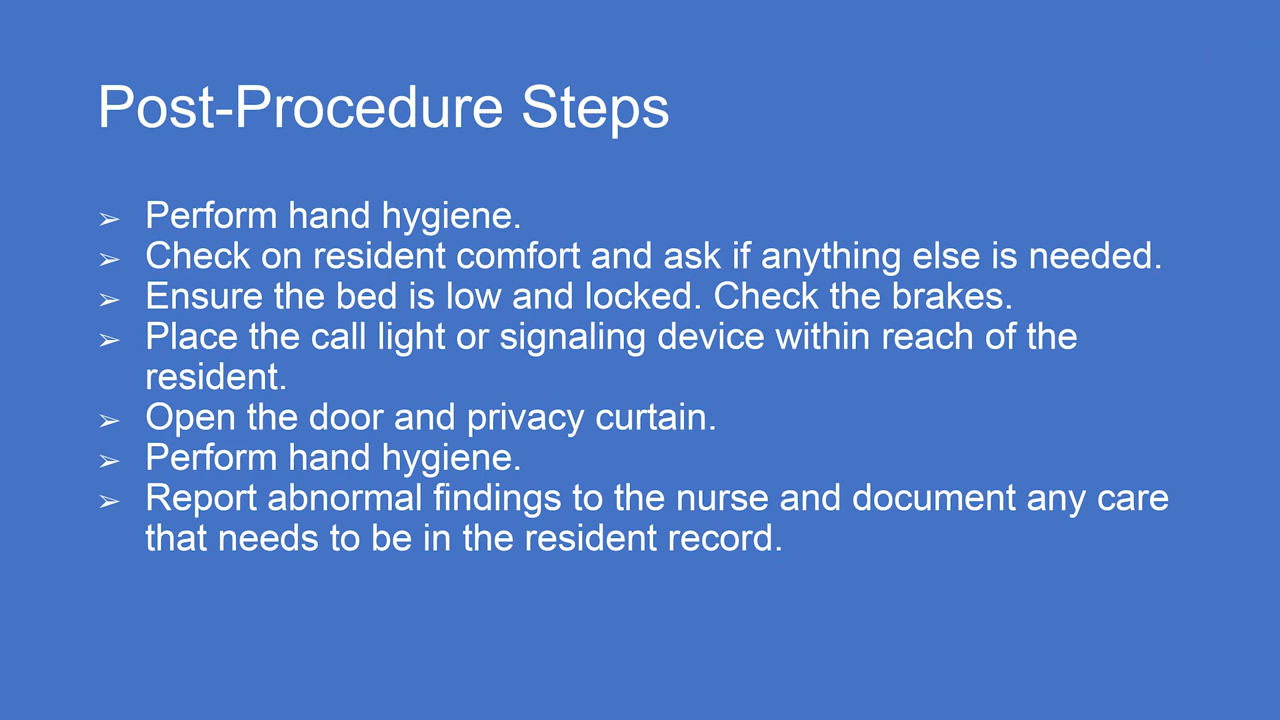 Post-Procedure Steps
➢ Perform hand hygiene.
➢ Check on resident comfort and ask if anything else is needed.
➢ Ensure the bed is low and locked. Check the brakes.
➢ Place the call light or signaling device within reach of the
resident.
➢ Open the door and privacy curtain.
➢ Perform hand hygiene.
➢ Report abnormal findings to the nurse and document any care
that needs to be in the resident record.